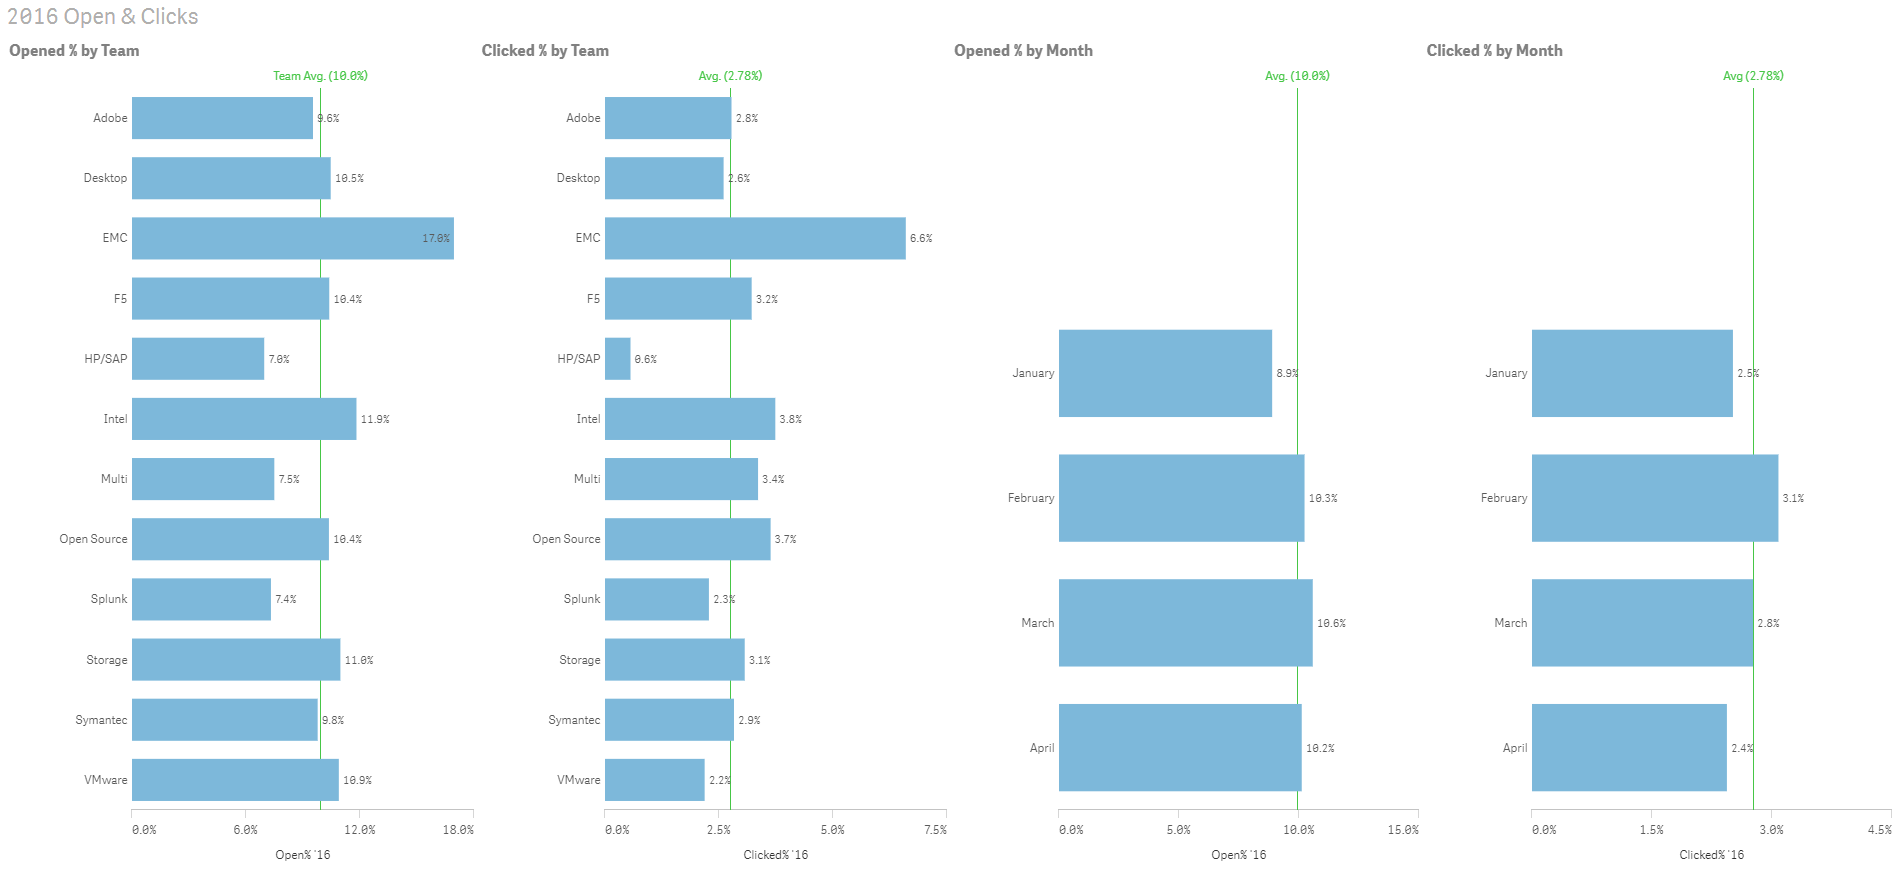 2016 Open & Clicks
Opened % by Team
Team Avg. (10.0%)
Adobe 9.6%
Desktop 10.5%
EMC 17.0%
F5 10.4%
HP/SAP 7.0%
Intel 11.9%
Multi 7.5%
Open Source 10.4%
Splunk 7.4%
Storage 11.0%
Symantec 9.8%
VMware 10.9%
0.0% 6.0% 12.0% 18.0%
Open% '16
Clicked % by Team
Avg. (2.78%)
Adobe 2.8%
Desktop 2.6%
EMC 6.6%
F5 3.2%
HP/SAP 0.6%
Intel 3.8%
Multi 3.4%
Open Source 3.7%
Splunk 2.3%
Storage 3.1%
Symantec 2.9%
VMware 2.2%
0.0% 2.5% 5.0% 7.5%
Clicked% '16
Opened % by Month
Avg. (10.0%)
January 8.9%
February 10.3%
March 10.6%
April 10.2%
0.0% 5.0% 10.0% 15.0%
Open% '16
Clicked % by Month
Avg (2.78%)
January 2.5%
February 3.1%
March 2.8%
April 2.4%
0.0% 1.5% 3.0% 4.5%
Clicked% '16